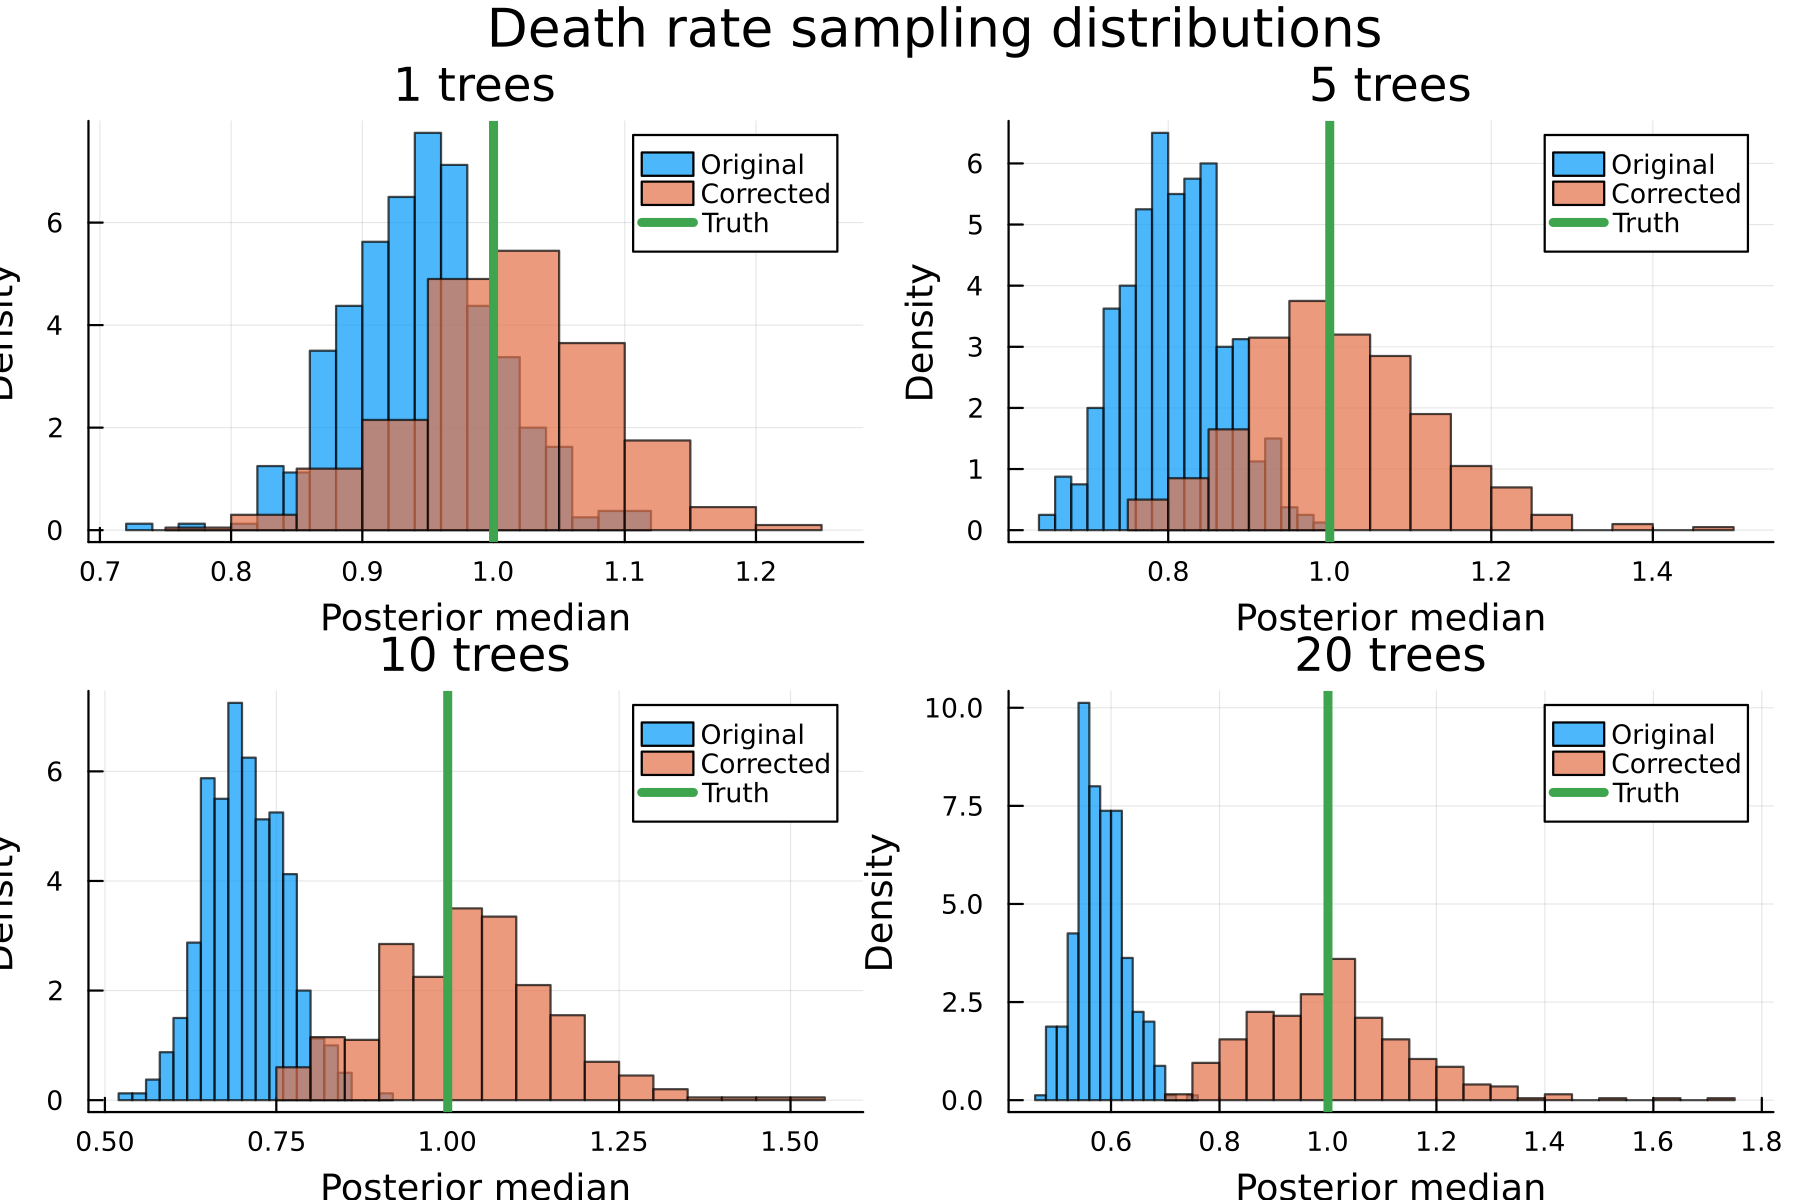 Death rate sampling distributions
1 trees
Density
6
4
2
0
Original
Corrected
Truth
0.7 0.8 0.9 1.0 1.1 1.2
Posterior median
5 trees
Density
6
5
4
3
2
1
0
Original
Corrected
Truth
0.8 1.0 1.2 1.4
Posterior median
10 trees
Density
6
4
2
0
Original
Corrected
Truth
0.50 0.75 1.00 1.25 1.50
Posterior median
20 trees
Density
10.0
7.5
5.0
2.5
0.0
Original
Corrected
Truth
0.6 0.8 1.0 1.2 1.4 1.6 1.8
Posterior median